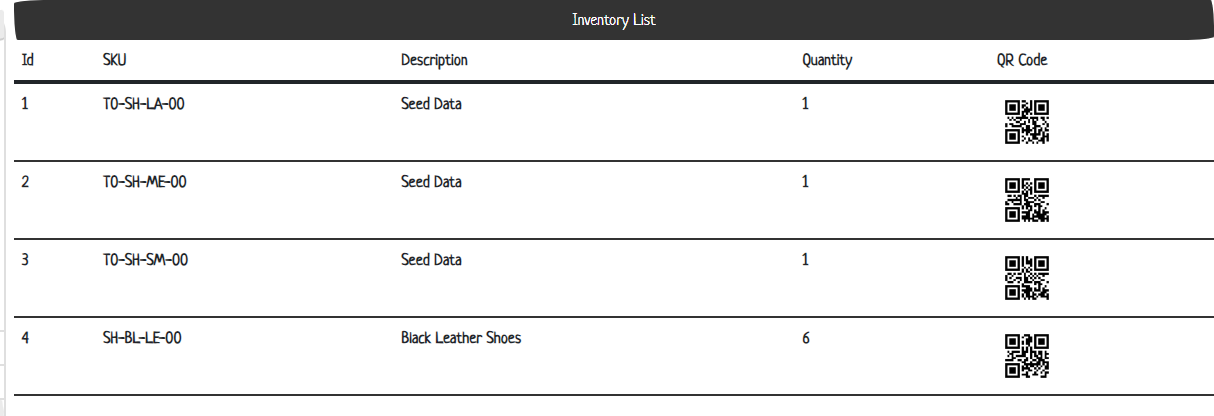 Inventory List
Id SKU Description Quantity QR Code
1 TO-SH-LA-00 Seed Data 1
2 TO-SH-ME-00 Seed Data 1
3 TO-SH-SM-00 Seed Data 1
4 SH-BL-LE-00 Black Leather Shoes 6